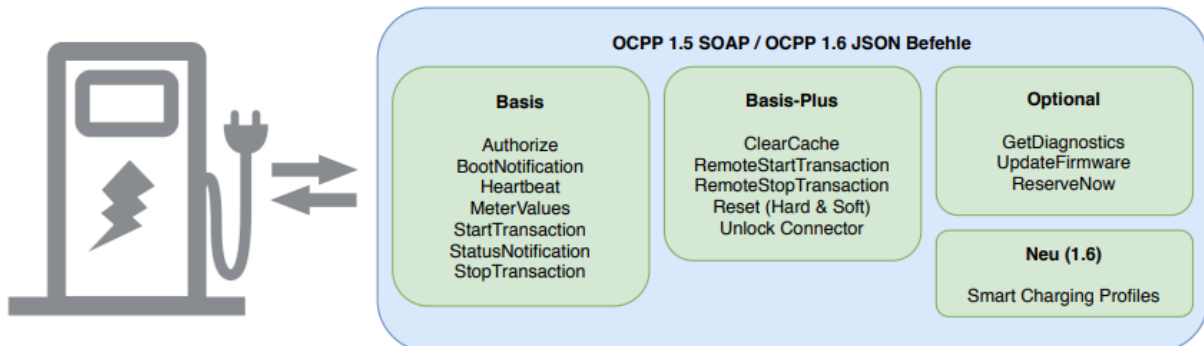 OCPP 1.5 SOAP / OCPP 1.6 JSON Befehle
Basis
Authorize
BootNotification
Heartbeat
MeterValues
StartTransaction
StatusNotification
StopTransaction
Basis-Plus
ClearCache
RemoteStartTransaction
RemoteStopTransaction
Reset (Hard & Soft)
Unlock Connector
Optional
GetDiagnostics
UpdateFirmware
ReserveNow
Neu (1.6)
Smart Charging Profiles